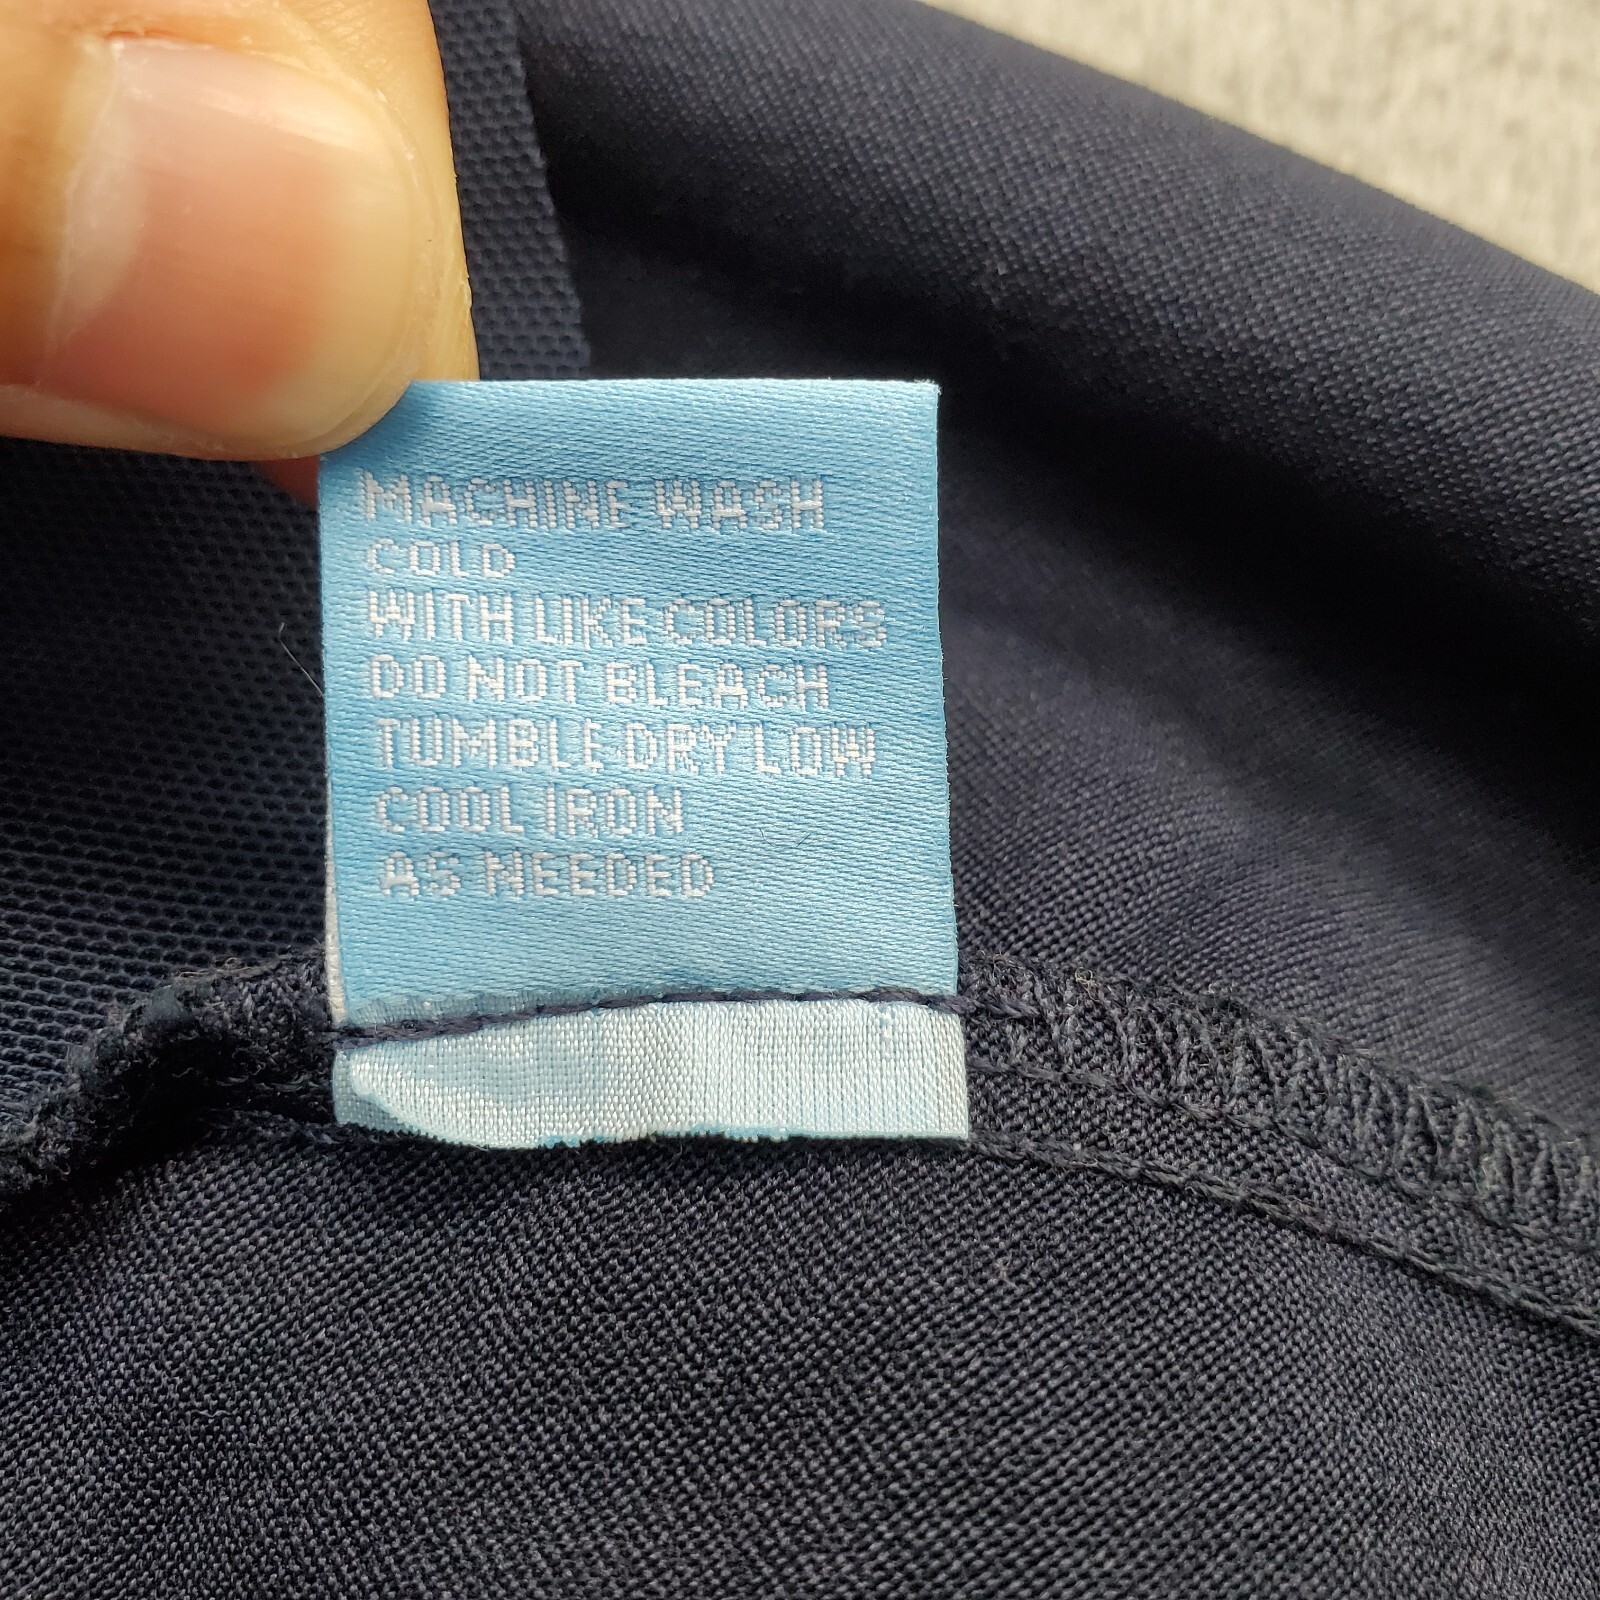 MACHINE WASH
COLD
WITH LIKE COLORS
DO NOT BLEACH
TUMBLE DRY LOW
COOL IRON
AS NEEDED